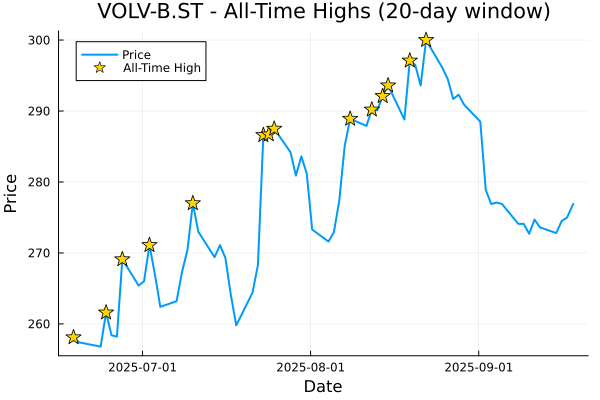 VOLV-B.ST - All-Time Highs (20-day window)
Price
All-Time High
300
290
280
270
260
Price
2025-07-01
2025-08-01
2025-09-01
Date